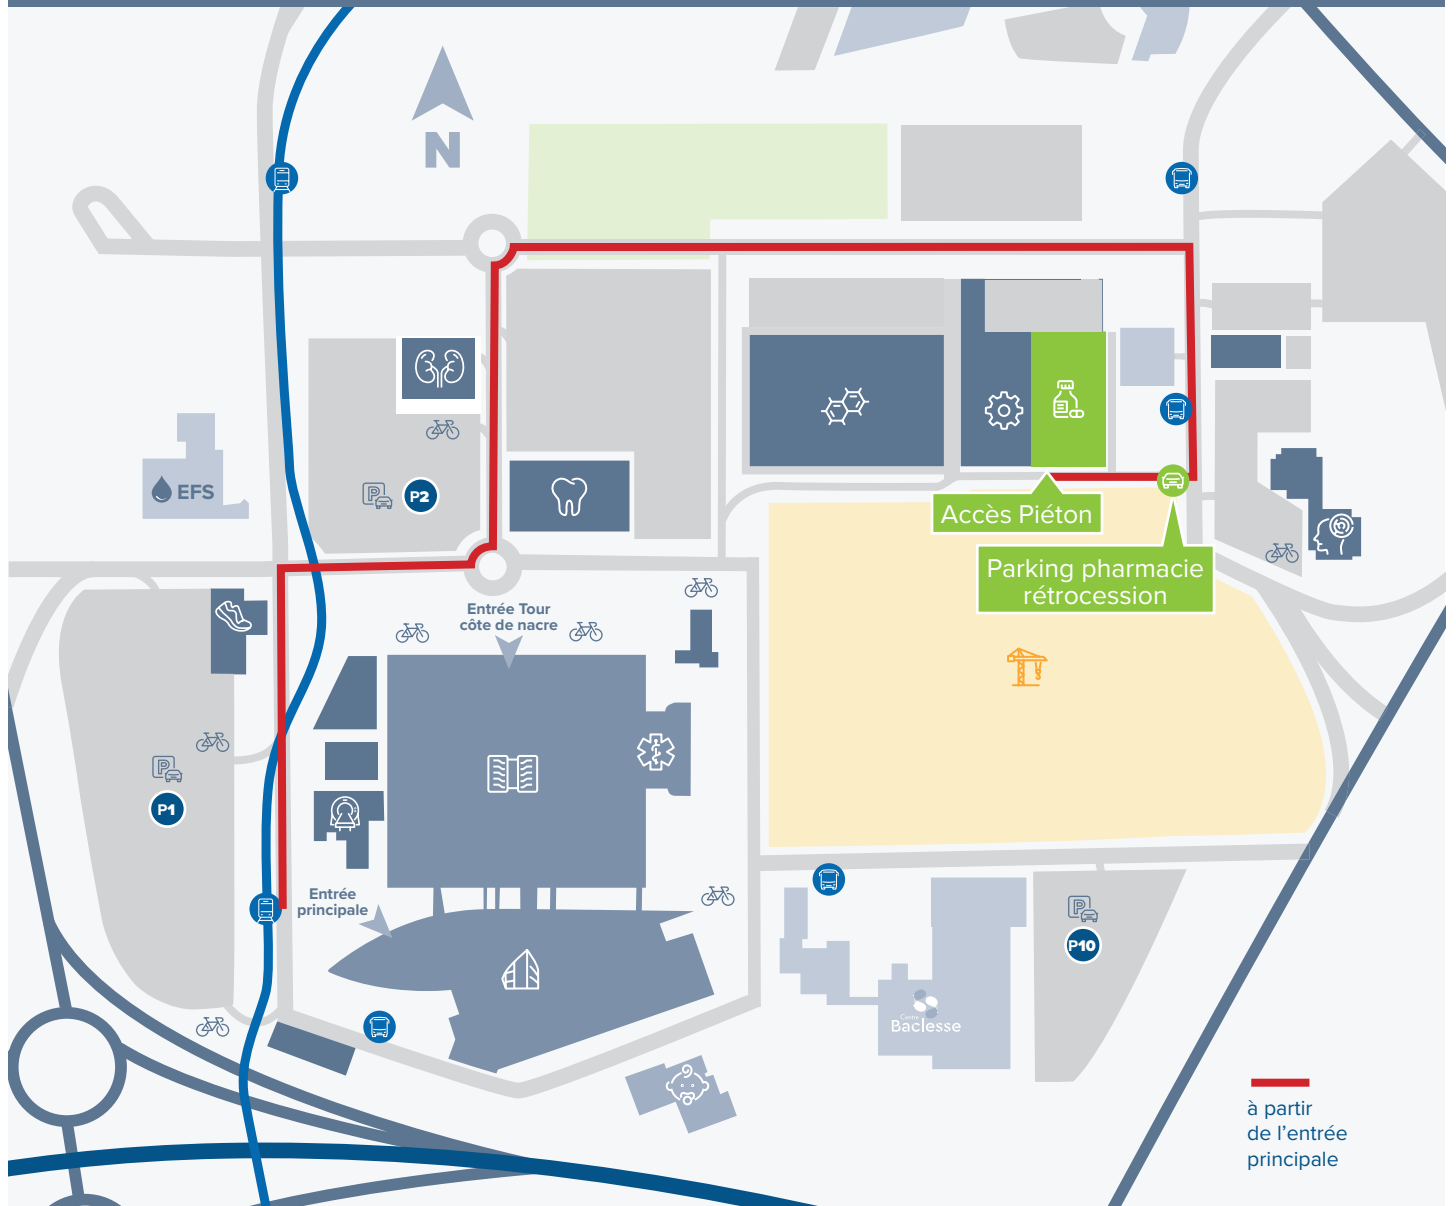 N
EFS
P2
Accès Piéton
Parking pharmacie
rétrocession
Entrée Tour
côte de nacre
P
P
P1
Entrée
principale
P
P10
Centre
Baclesse
à partir
de l’entrée
principale